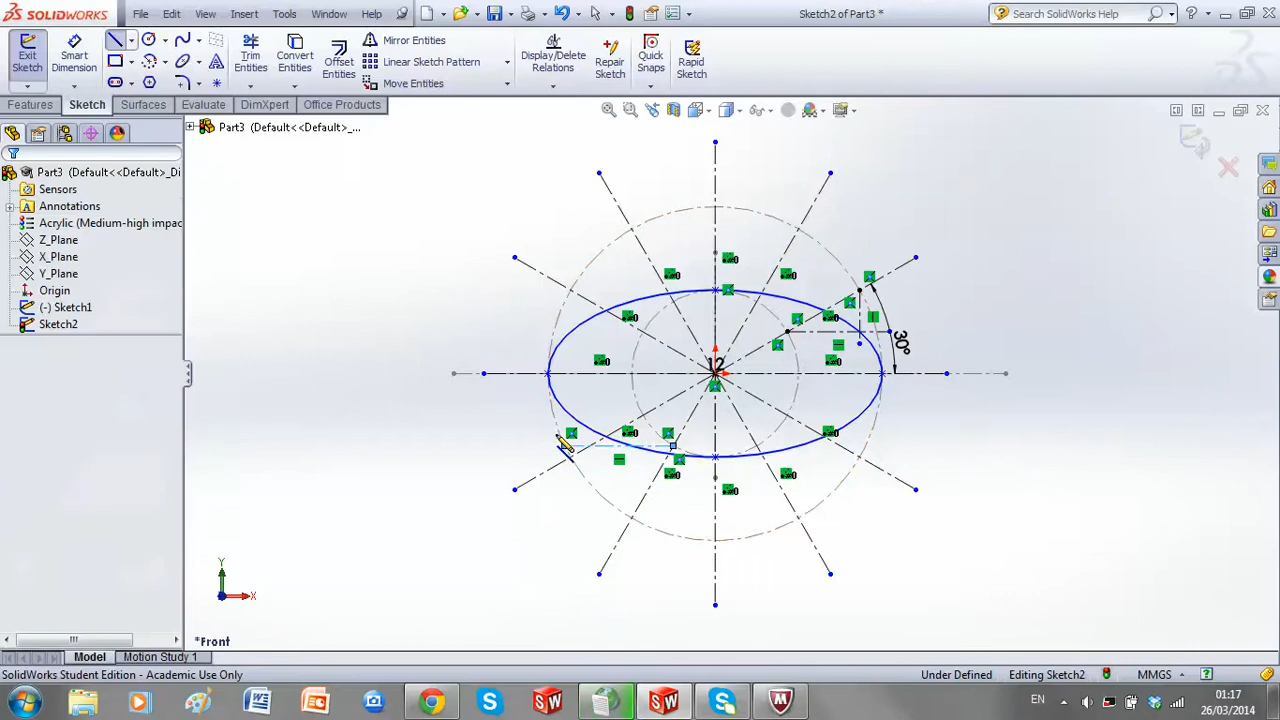 SOLIDWORKS File Edit View Insert Tools Window Help Sketch2 of Part3 * Search SolidWorks Help
Exit Sketch
Smart Dimension
Trim Entities
Convert Entities
Offset Entities
Mirror Entities
Linear Sketch Pattern
Move Entities
Display/Delete Relations
Repair Sketch
Quick Snaps
Rapid Sketch
Features Sketch Surfaces Evaluate DimXpert Office Products
Part3 (Default<<Default>_...
Part3 (Default<<Default>_Di
Sensors
Annotations
Acrylic (Medium-high impac
Z_Plane
X_Plane
Y_Plane
Origin
(-) Sketch1
Sketch2
30°
12
Y
X
*Front
Model Motion Study 1
SolidWorks Student Edition - Academic Use Only Under Defined Editing Sketch2 MMGS
EN 01:17
26/03/2014